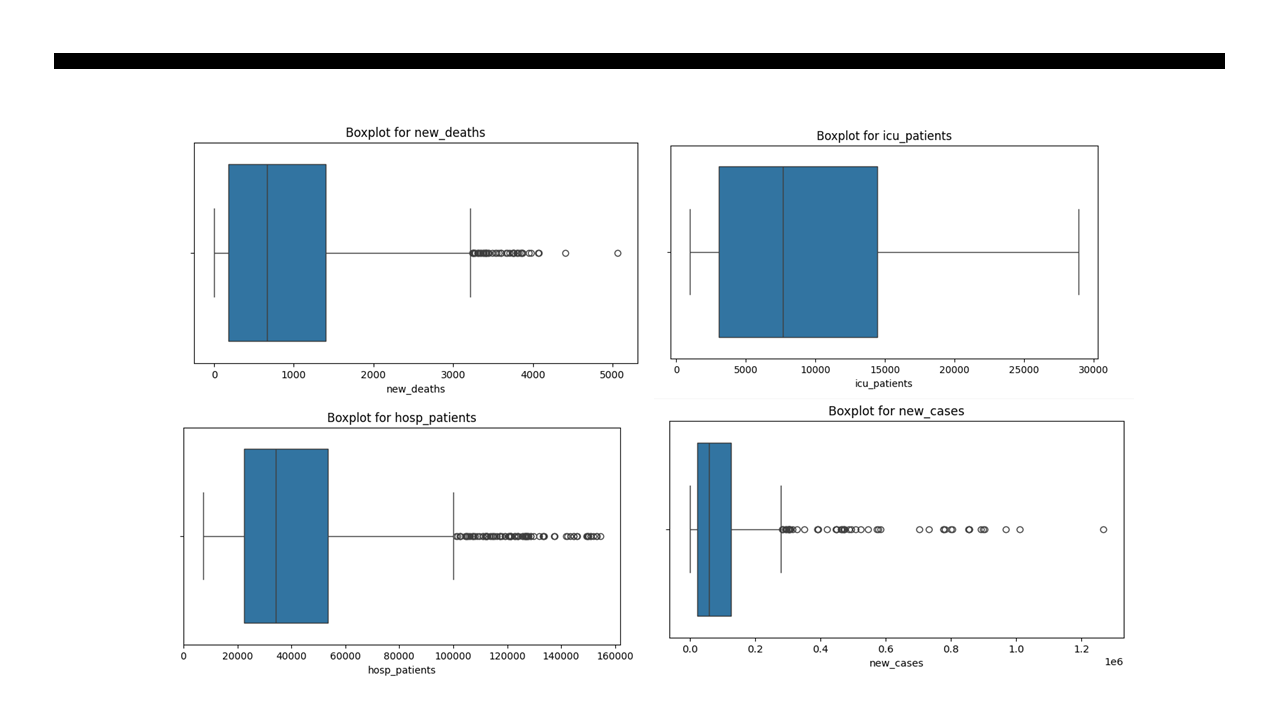 Boxplot for new_deaths
0 1000 2000 3000 4000 5000
new_deaths
Boxplot for icu_patients
0 5000 10000 15000 20000 25000 30000
icu_patients
Boxplot for hosp_patients
0 20000 40000 60000 80000 100000 120000 140000 160000
hosp_patients
Boxplot for new_cases
0.0 0.2 0.4 0.6 0.8 1.0 1.2
1e6
new_cases